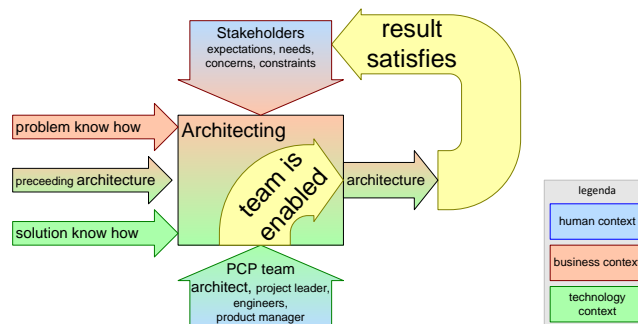 Stakeholders
expectations, needs,
concerns, constraints
result
satisfies
problem know how
Architecting
preceeding architecture
team is
enabled
architecture
solution know how
PCP team
architect, project leader,
engineers,
product manager
legenda
human context
business context
technology
context